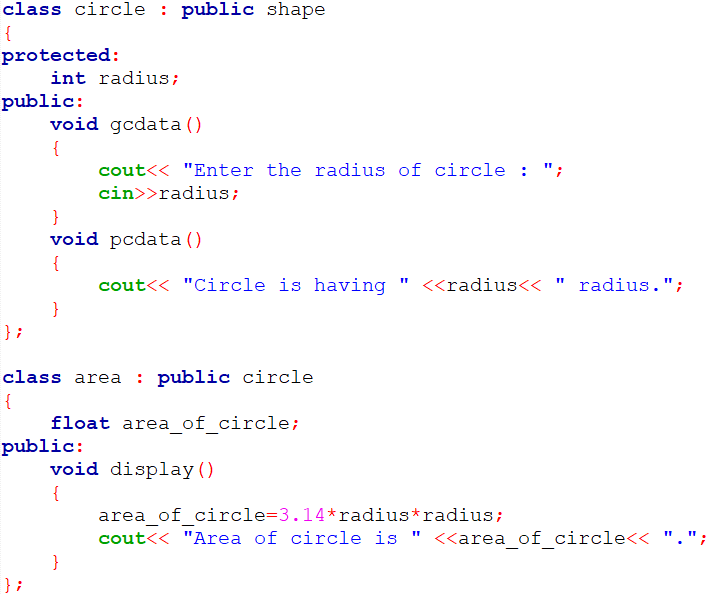 class circle : public shape
{
protected:
    int radius;
public:
    void gcdata()
    {
        cout<< "Enter the radius of circle : ";
        cin>>radius;
    }
    void pcdata()
    {
        cout<< "Circle is having " <<radius<< " radius.";
    }
};

class area : public circle
{
    float area_of_circle;
public:
    void display()
    {
        area_of_circle=3.14*radius*radius;
        cout<< "Area of circle is " <<area_of_circle<< ".";
    }
};